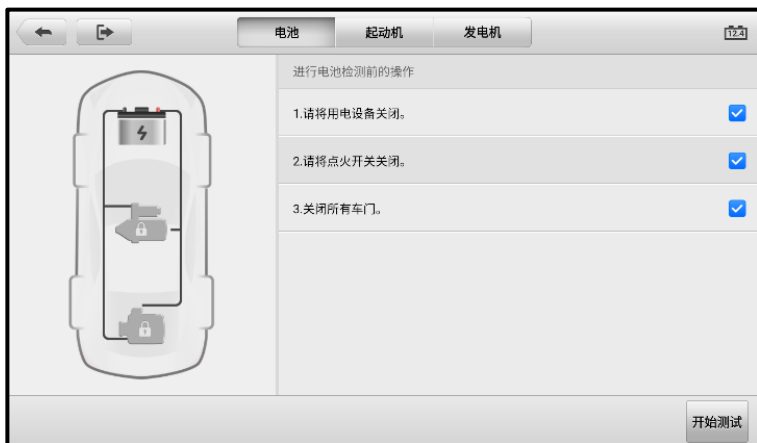 电池 起动机 发电机 12.4
进行电池检测前的操作
1.请将用电设备关闭。
2.请将点火开关关闭。
3.关闭所有车门。
开始测试